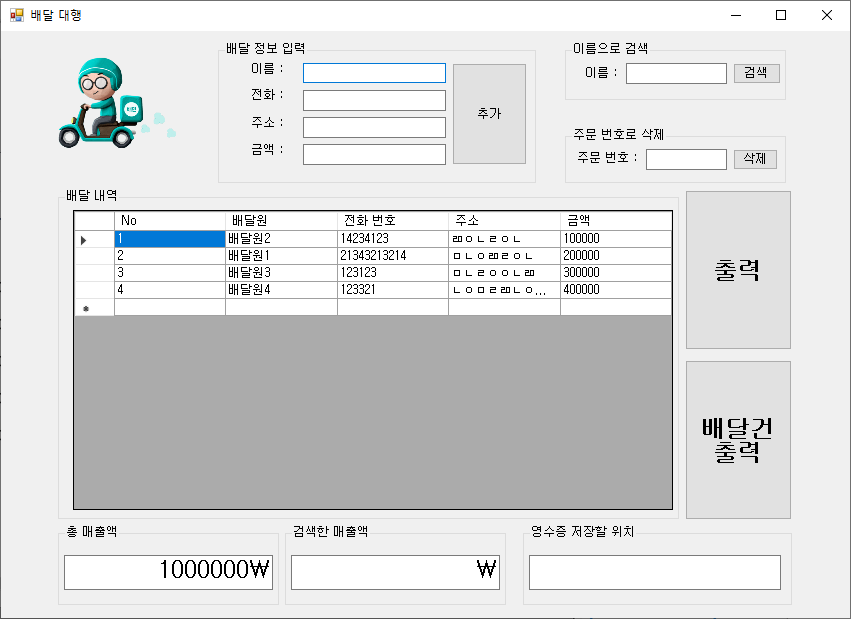 배달 대행
배달 정보 입력
이름 :
전화 :
주소 :
금액 :
추가
이름으로 검색
이름 :
검색
주문 번호로 삭제
주문 번호 :
삭제
배달 내역
No 배달원 전화 번호 주소 금액
1 배달원2 14234123 ㄻㅇㄴㄹㅇㄴ 100000
2 배달원1 21343213214 ㅁㄴㅇㄻㄹㅇㄴ 200000
3 배달원3 123123 ㅁㄴㄹㅇㅇㄴㄻ 300000
4 배달원4 123321 ㄴㅇㅁㄹㄻㄴㅇ... 400000
출력
배달건
출력
총 매출액
1000000₩
검색한 매출액
₩
영수증 저장할 위치